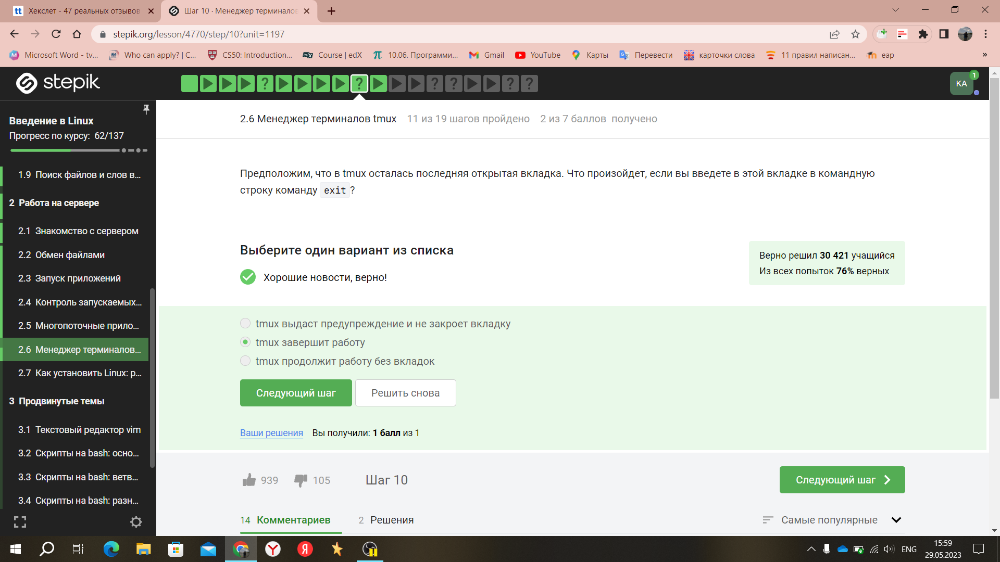 Хекслет - 47 реальных отзывов
Шаг 10 · Менеджер терминалов
stepik.org/lesson/4770/step/10?unit=1197
Microsoft Word - tv...
Who can apply? | C...
CS50: Introduction...
Course | edX
10.06. Программи...
Gmail
YouTube
Карты
Перевести
карточки слова
11 правил написан...
eap
»
stepik
KA
1
Введение в Linux
Прогресс по курсу: 62/137
1.9 Поиск файлов и слов в...
2 Работа на сервере
2.1 Знакомство с сервером
2.2 Обмен файлами
2.3 Запуск приложений
2.4 Контроль запускаемых...
2.5 Многопоточные прило...
2.6 Менеджер терминалов...
2.7 Как установить Linux: р...
3 Продвинутые темы
3.1 Текстовый редактор vim
3.2 Скрипты на bash: осно...
3.3 Скрипты на bash: ветв...
3.4 Скрипты на bash: разн...
2.6 Менеджер терминалов tmux 11 из 19 шагов пройдено 2 из 7 баллов получено
Предположим, что в tmux осталась последняя открытая вкладка. Что произойдет, если вы введете в этой вкладке в командную
строку команду exit ?
Выберите один вариант из списка
Хорошие новости, верно!
Верно решил 30 421 учащийся
Из всех попыток 76% верных
tmux выдаст предупреждение и не закроет вкладку
tmux завершит работу
tmux продолжит работу без вкладок
Следующий шаг
Решить снова
Ваши решения Вы получили: 1 балл из 1
939
105
Шаг 10
Следующий шаг
14 Комментариев
2 Решения
Самые популярные
ENG
15:59
29.05.2023